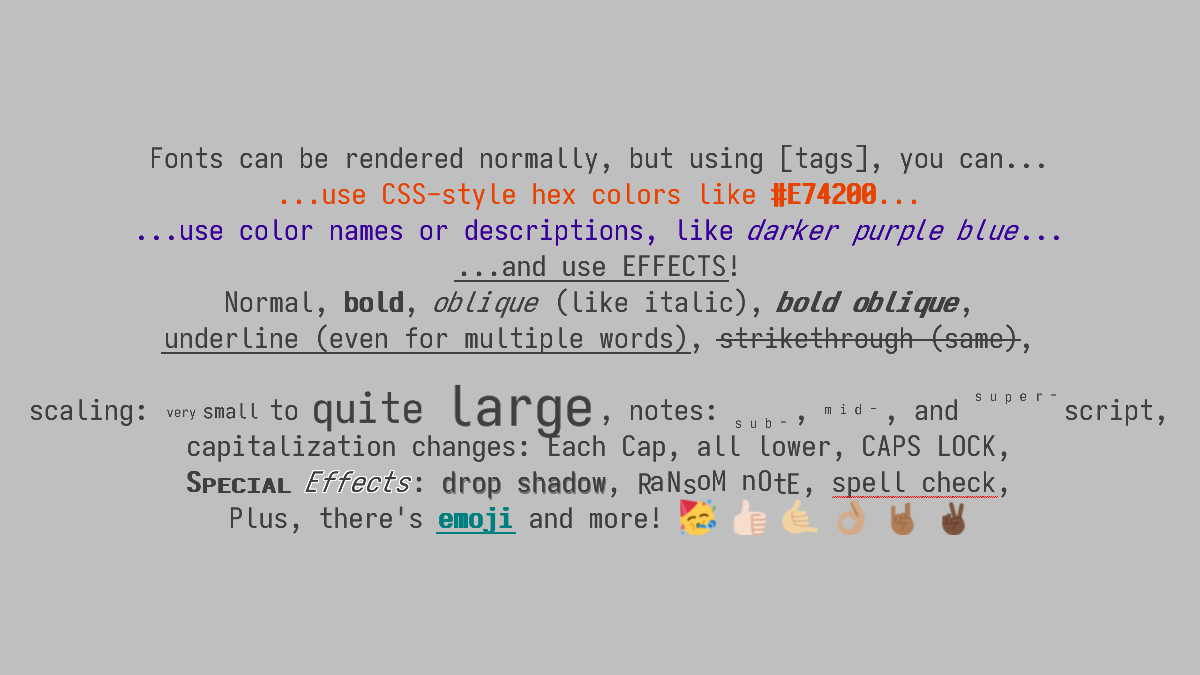 Fonts can be rendered normally, but using [tags], you can...
...use CSS-style hex colors like #E74200...
...use color names or descriptions, like darker purple blue...
...and use EFFECTS!
Normal, bold, oblique (like italic), bold oblique,
underline (even for multiple words), strikethrough (same),
scaling: very small to quite large, notes: sub-, mid-, and super-script,
capitalization changes: Each Cap, all lower, CAPS LOCK,
Special Effects: drop shadow, RaNsoM nOtE, spell check,
Plus, there's emoji and more! 🥳 👍🏻 🤙🏼 👌🏽 🤘🏾 ✌🏿